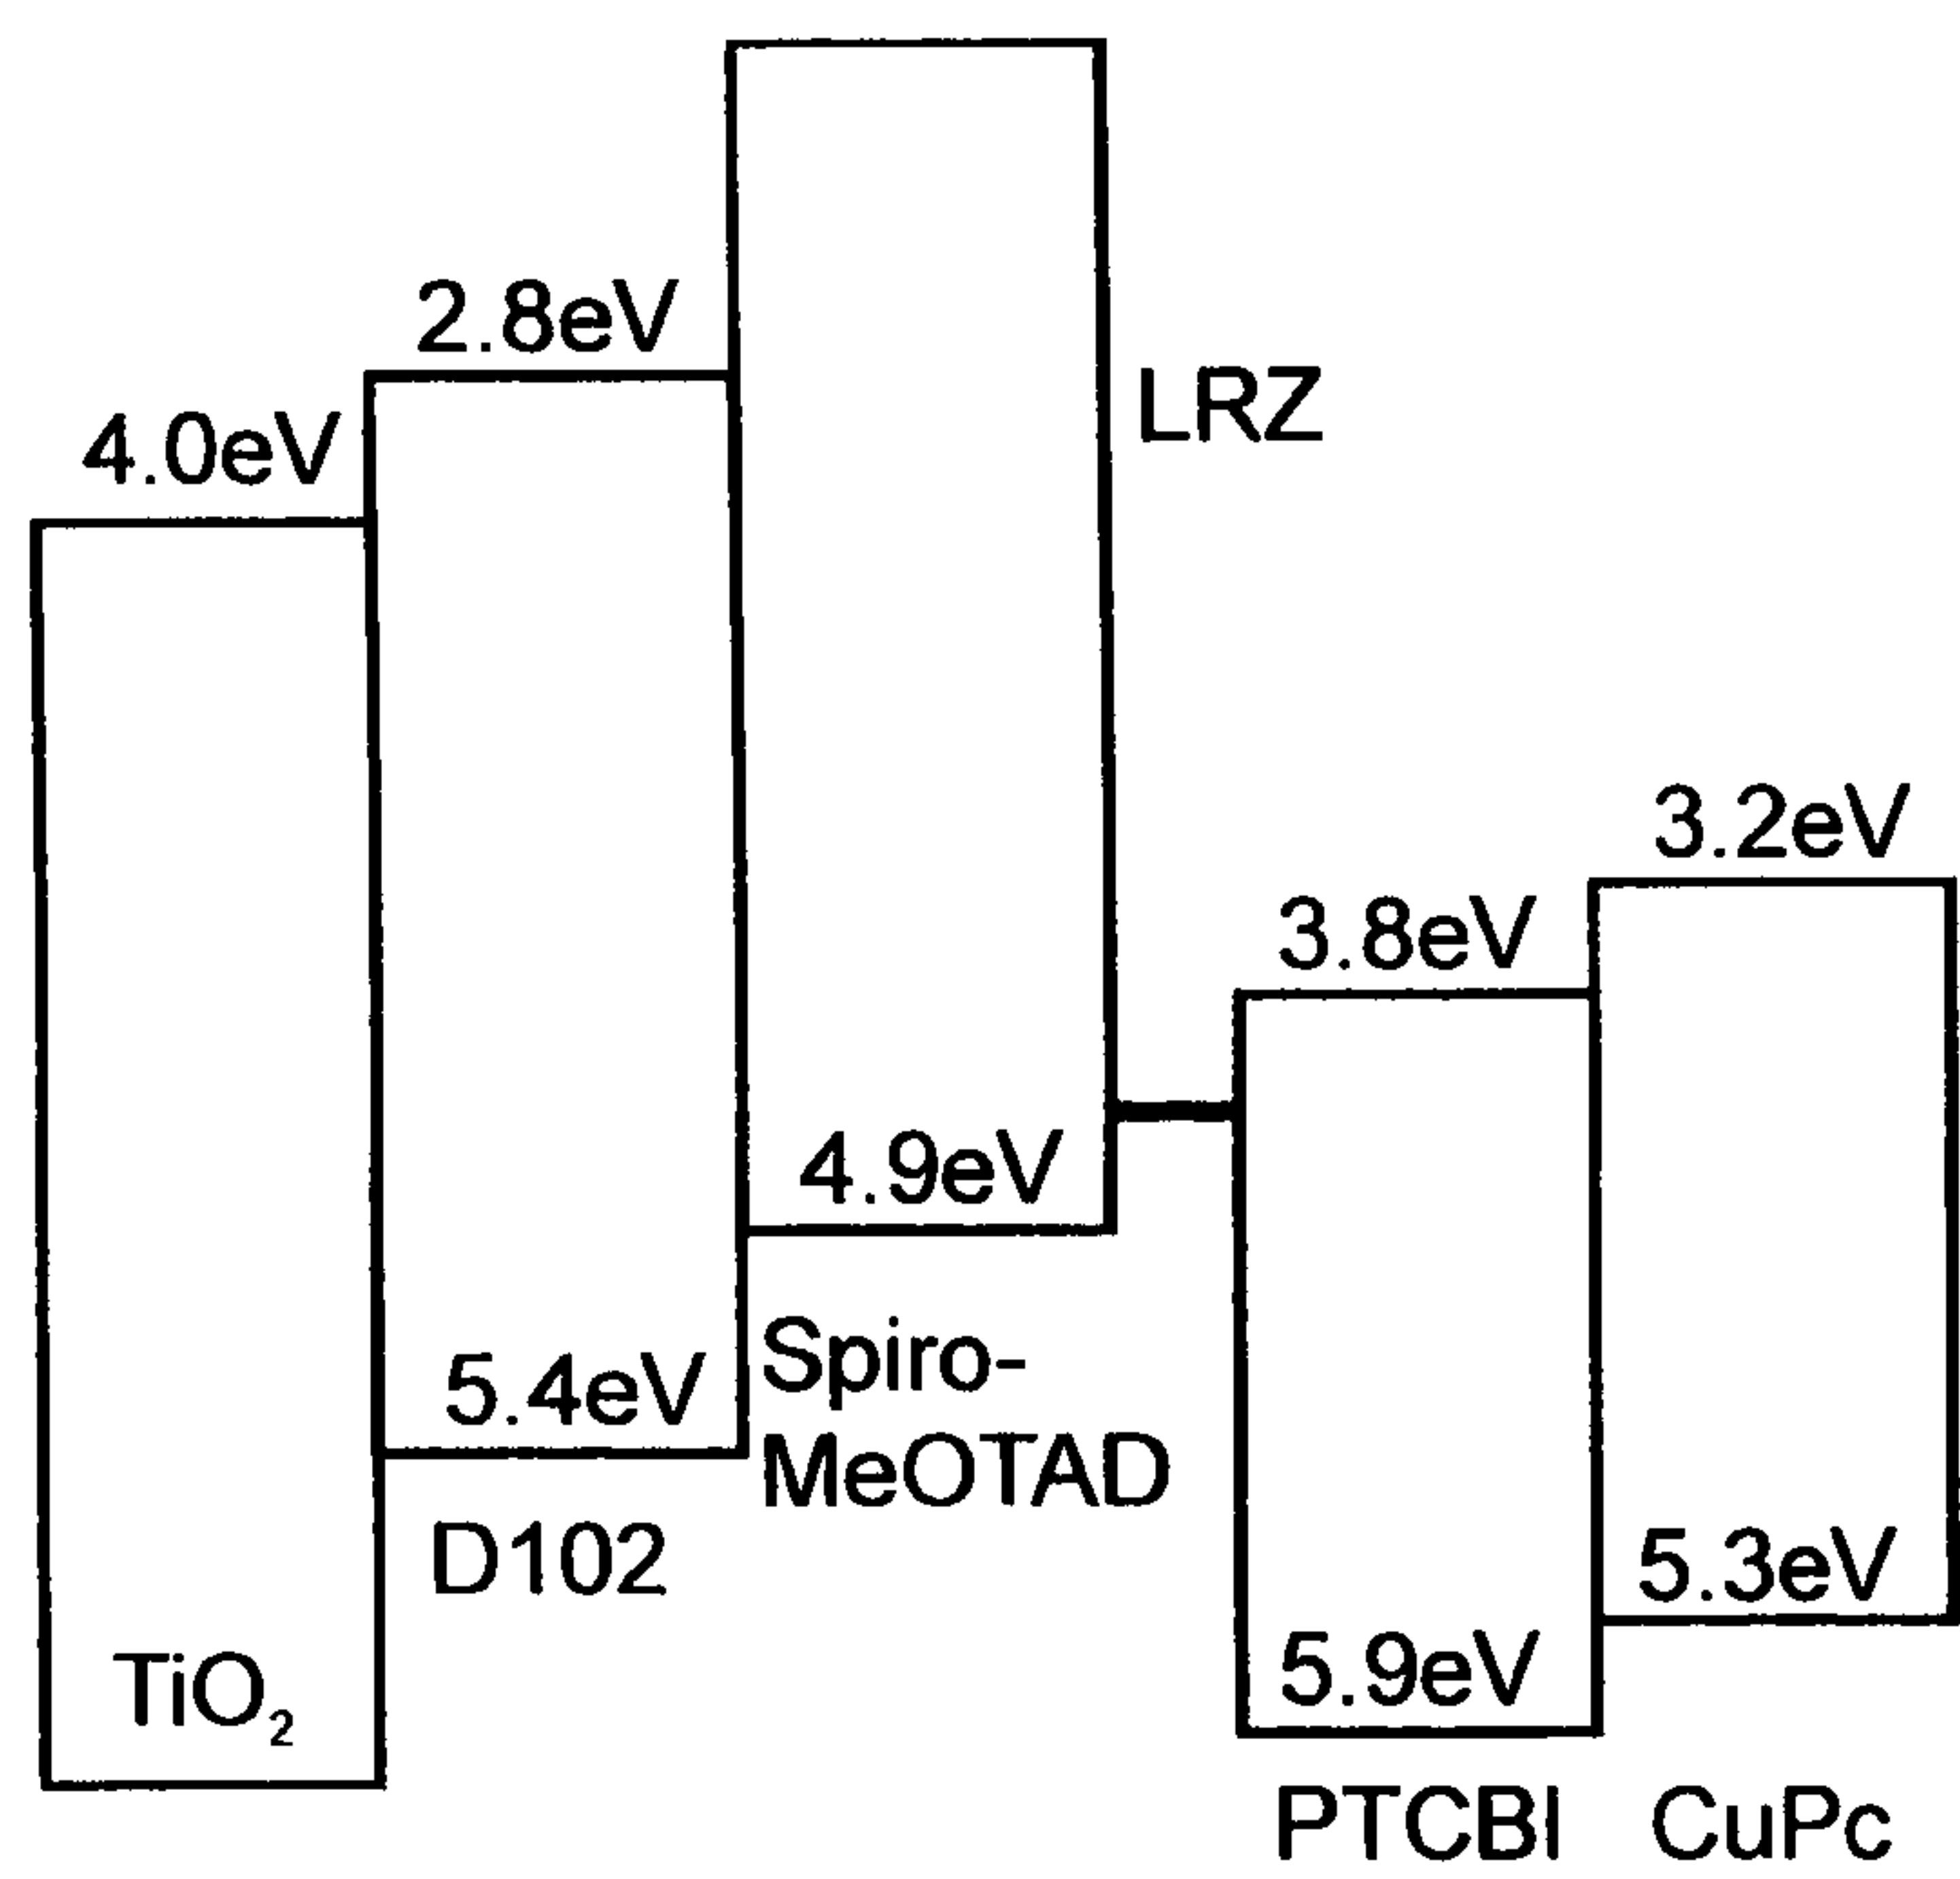 2.8eV
4.0eV
LRZ
3.2eV
3.8eV
4.9eV
5.4eV
Spiro-
MeOTAD
D102
5.3eV
5.9eV
TiO₂
PTCBI
CuPc